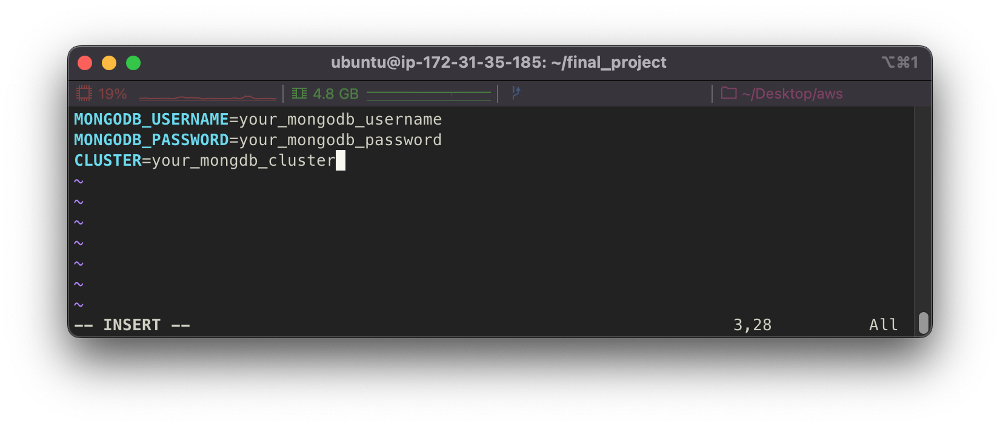 ubuntu@ip-172-31-35-185: ~/final_project
⌥⌘1
19%
4.8 GB
~/Desktop/aws
MONGODB_USERNAME=your_mongodb_username
MONGODB_PASSWORD=your_mongodb_password
CLUSTER=your_mongdb_cluster
~
~
~
~
~
~
~
-- INSERT --
3,28
All